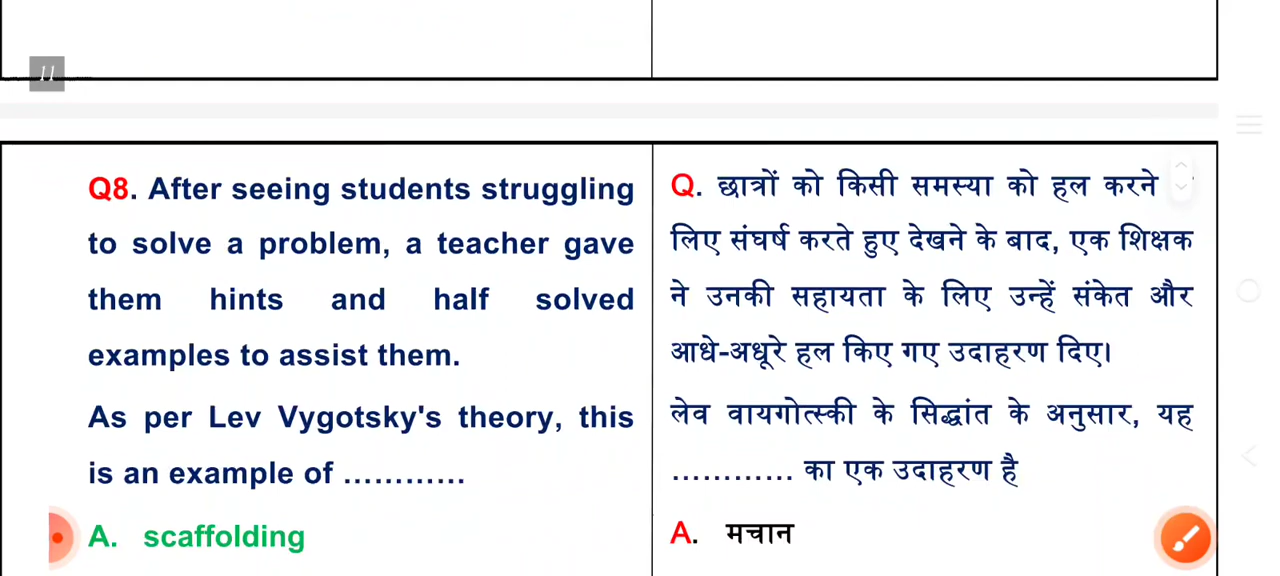 11
Q8. After seeing students struggling
to solve a problem, a teacher gave
them hints and half solved
examples to assist them.
As per Lev Vygotsky's theory, this
is an example of ............
A. scaffolding
Q. छात्रों को किसी समस्या को हल करने
लिए संघर्ष करते हुए देखने के बाद, एक शिक्षक
ने उनकी सहायता के लिए उन्हें संकेत और
आधे-अधूरे हल किए गए उदाहरण दिए।
लेव वायगोत्स्की के सिद्धांत के अनुसार, यह
............ का एक उदाहरण है
A. मचान